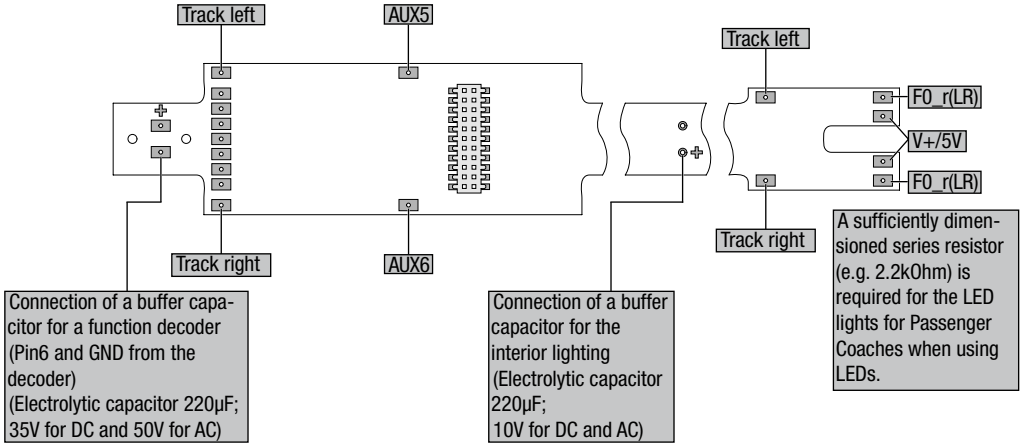 Track left
AUX5
Track left
F0_r(LR)
V+/5V
F0_r(LR)
Track right
AUX6
Track right
Connection of a buffer capa-
citor for a function decoder
(Pin6 and GND from the
decoder)
(Electrolytic capacitor 220µF;
35V for DC and 50V for AC)
Connection of a buffer
capacitor for the
interior lighting
(Electrolytic capacitor
220µF;
10V for DC and AC)
A sufficiently dimen-
sioned series resistor
(e.g. 2.2kOhm) is
required for the LED
lights for Passenger
Coaches when using
LEDs.